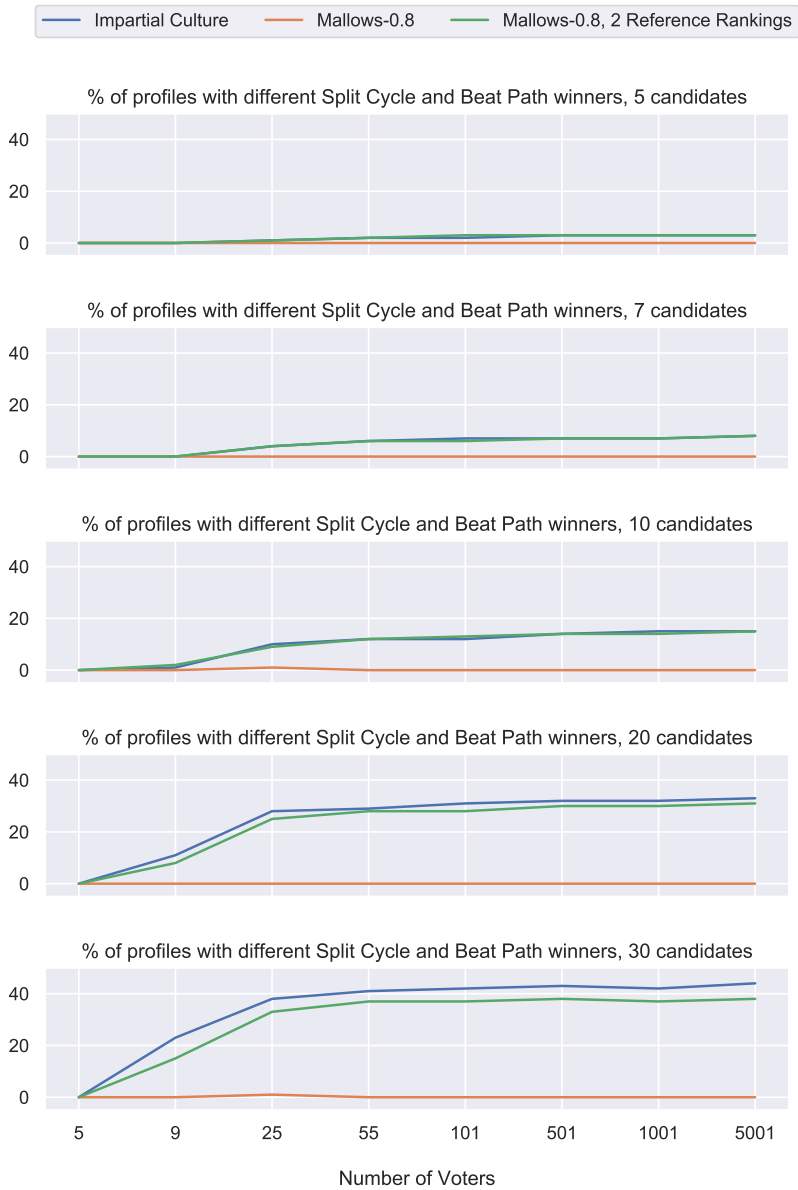 Impartial Culture Mallows-0.8 Mallows-0.8, 2 Reference Rankings
% of profiles with different Split Cycle and Beat Path winners, 5 candidates
40
20
0
% of profiles with different Split Cycle and Beat Path winners, 7 candidates
40
20
0
% of profiles with different Split Cycle and Beat Path winners, 10 candidates
40
20
0
% of profiles with different Split Cycle and Beat Path winners, 20 candidates
40
20
0
% of profiles with different Split Cycle and Beat Path winners, 30 candidates
40
20
0
5 9 25 55 101 501 1001 5001
Number of Voters